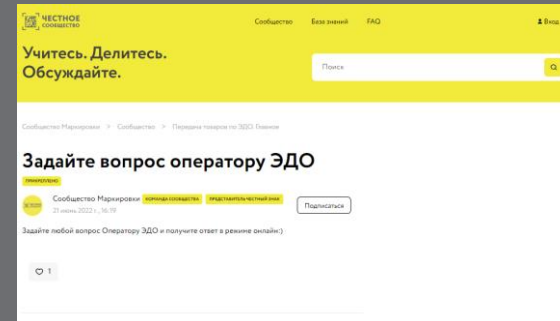 ЧЕСТНОЕ
СООБЩЕСТВО
Сообщество База знаний FAQ Вход
Учитесь. Делитесь.
Обсуждайте.
Поиск
Сообщество Маркировки > Сообщество > Передача товаров по ЭДО. Главное
Задайте вопрос оператору ЭДО
ПРИКРЕПЛЕНО
Сообщество Маркировки КОМАНДА СООБЩЕСТВА ПРЕДСТАВИТЕЛЬ ЧЕСТНЫЙ ЗНАК
21 июнь 2022 г., 16:19
Подписаться
Задайте любой вопрос Оператору ЭДО и получите ответ в режиме онлайн:)
1